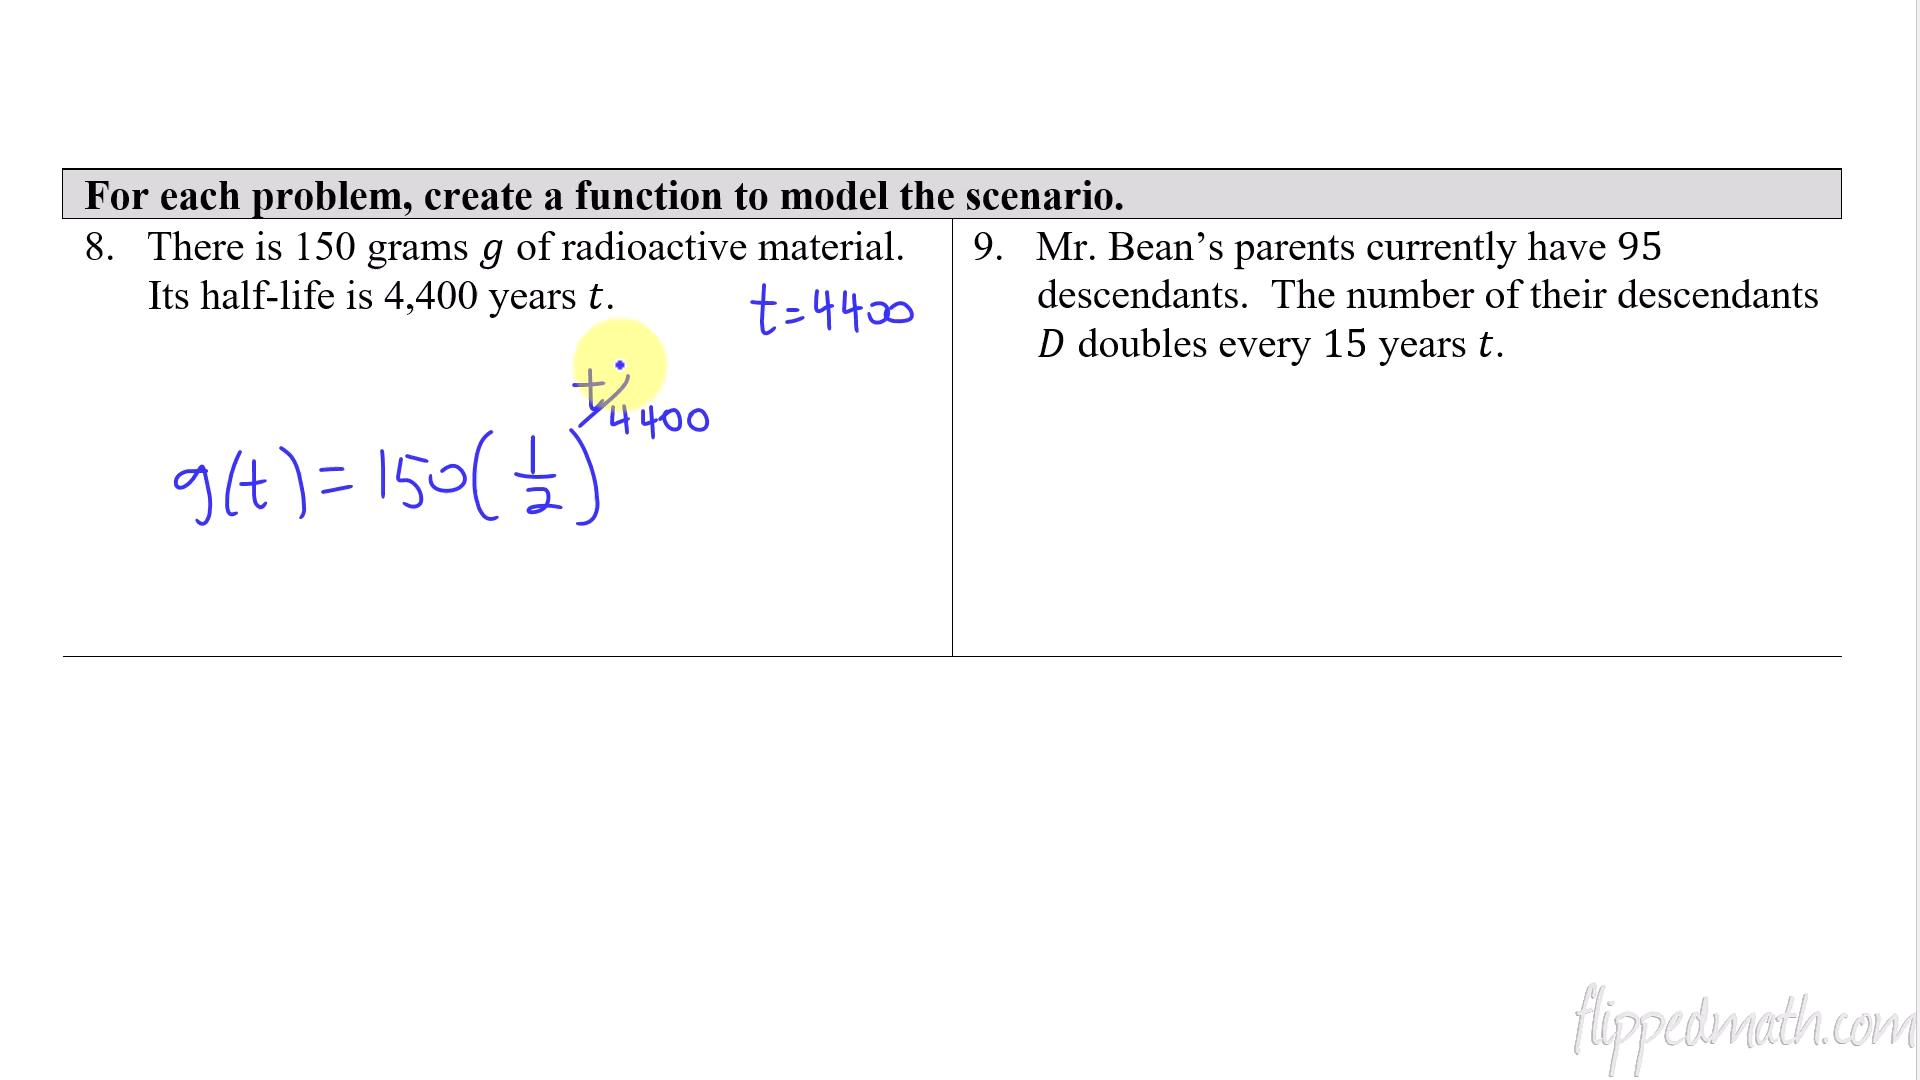 For each problem, create a function to model the scenario.
8. There is 150 grams g of radioactive material.
Its half-life is 4,400 years t.
t = 4400
g(t) = 150(1/2)^t/4400
9. Mr. Bean’s parents currently have 95
descendants. The number of their descendants
D doubles every 15 years t.
flippedmath.com